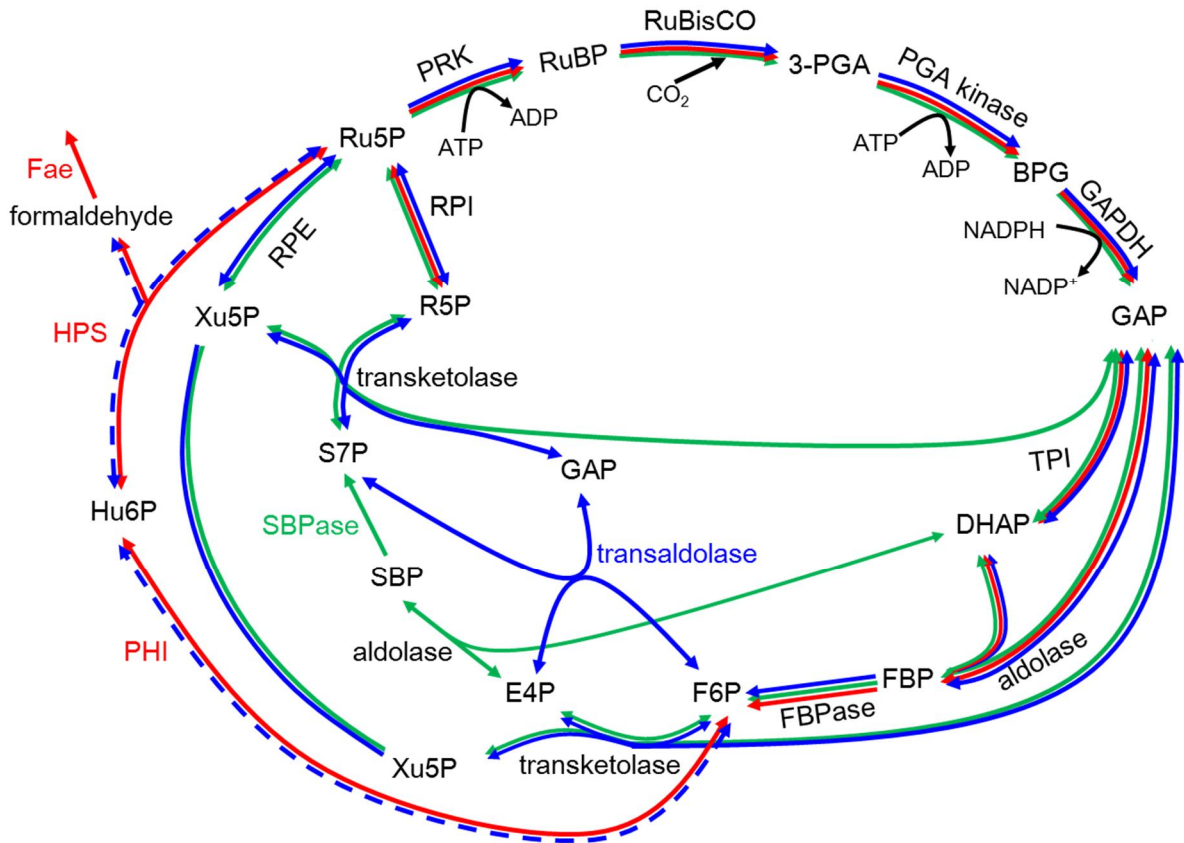 RuBisCO
PRK
RuBP
3-PGA
PGA kinase
CO₂
ADP
ATP
Ru5P
ATP
ADP
BPG
GAPDH
Fae
formaldehyde
RPE
RPI
NADPH
NADP⁺
R5P
Xu5P
GAP
HPS
transketolase
S7P
GAP
TPI
Hu6P
SBPase
DHAP
transaldolase
SBP
PHI
aldolase
aldolase
E4P
F6P
FBP
FBPase
Xu5P
transketolase